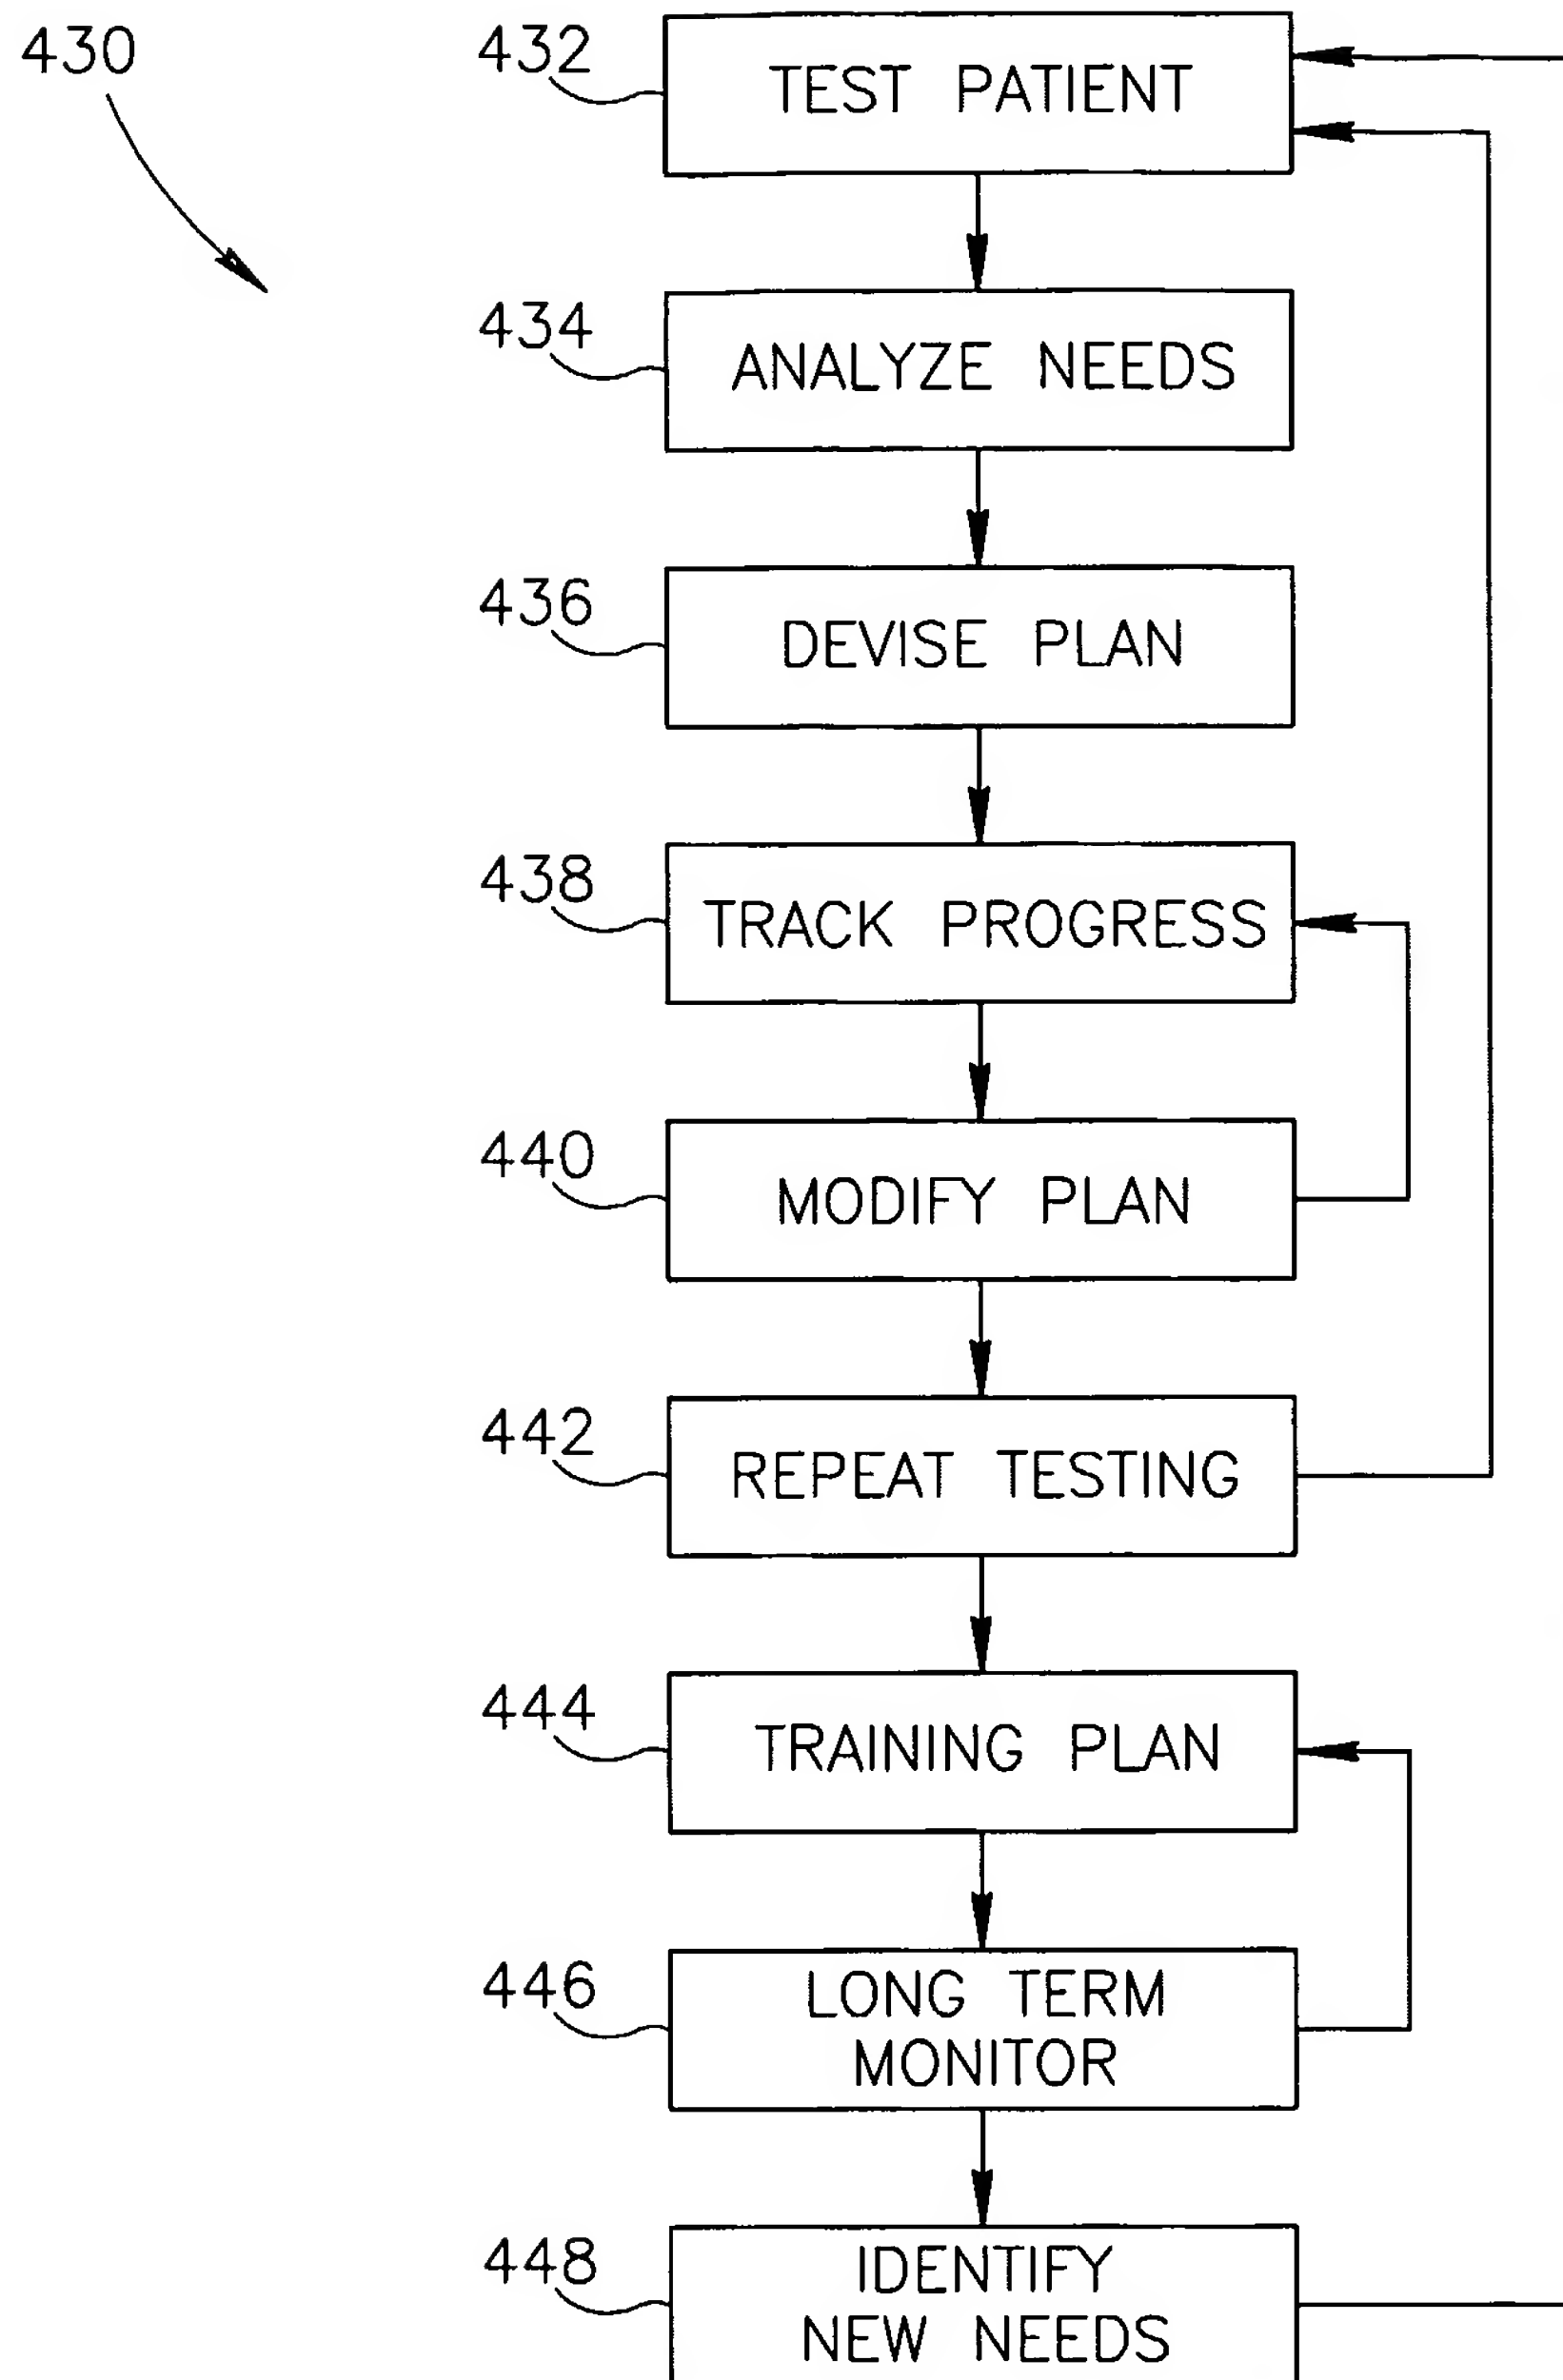 430
432
TEST PATIENT
434
ANALYZE NEEDS
436
DEVISE PLAN
438
TRACK PROGRESS
440
MODIFY PLAN
442
REPEAT TESTING
444
TRAINING PLAN
446
LONG TERM
MONITOR
448
IDENTIFY
NEW NEEDS